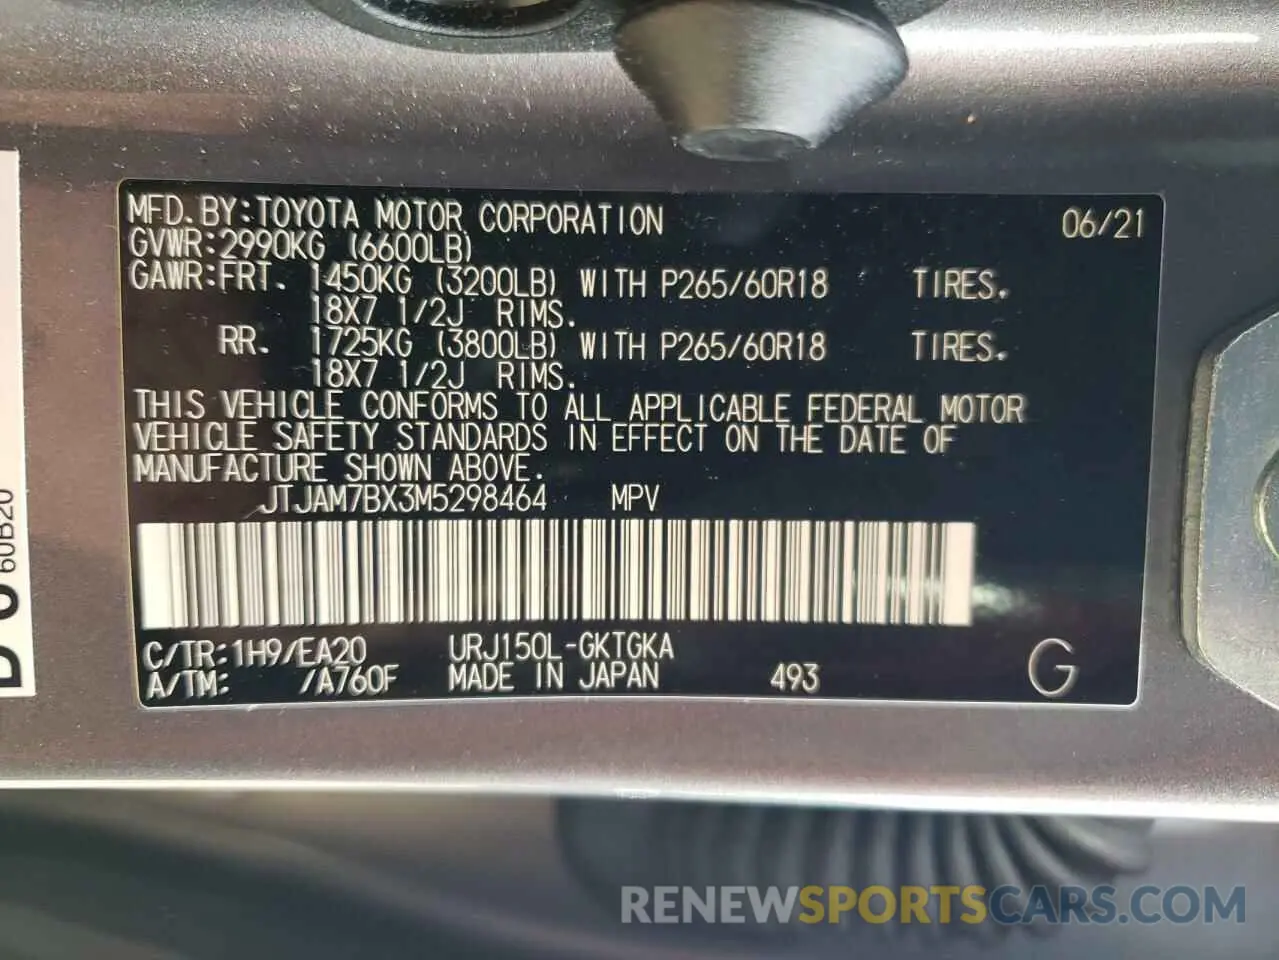 MFD.BY:TOYOTA MOTOR CORPORATION 06/21
GVWR:2990KG (6600LB)
GAWR:FRT. 1450KG (3200LB) WITH P265/60R18 TIRES.
18X7 1/2J RIMS.
RR. 1725KG (3800LB) WITH P265/60R18 TIRES.
18X7 1/2J RIMS.
THIS VEHICLE CONFORMS TO ALL APPLICABLE FEDERAL MOTOR
VEHICLE SAFETY STANDARDS IN EFFECT ON THE DATE OF
MANUFACTURE SHOWN ABOVE.
JTJAM7BX3M5298464 MPV
C/TR:1H9/EA20 URJ150L-GKTGKA
A/TM: /A760F MADE IN JAPAN 493 G
60B20
RENEWSPORTSCARS.COM